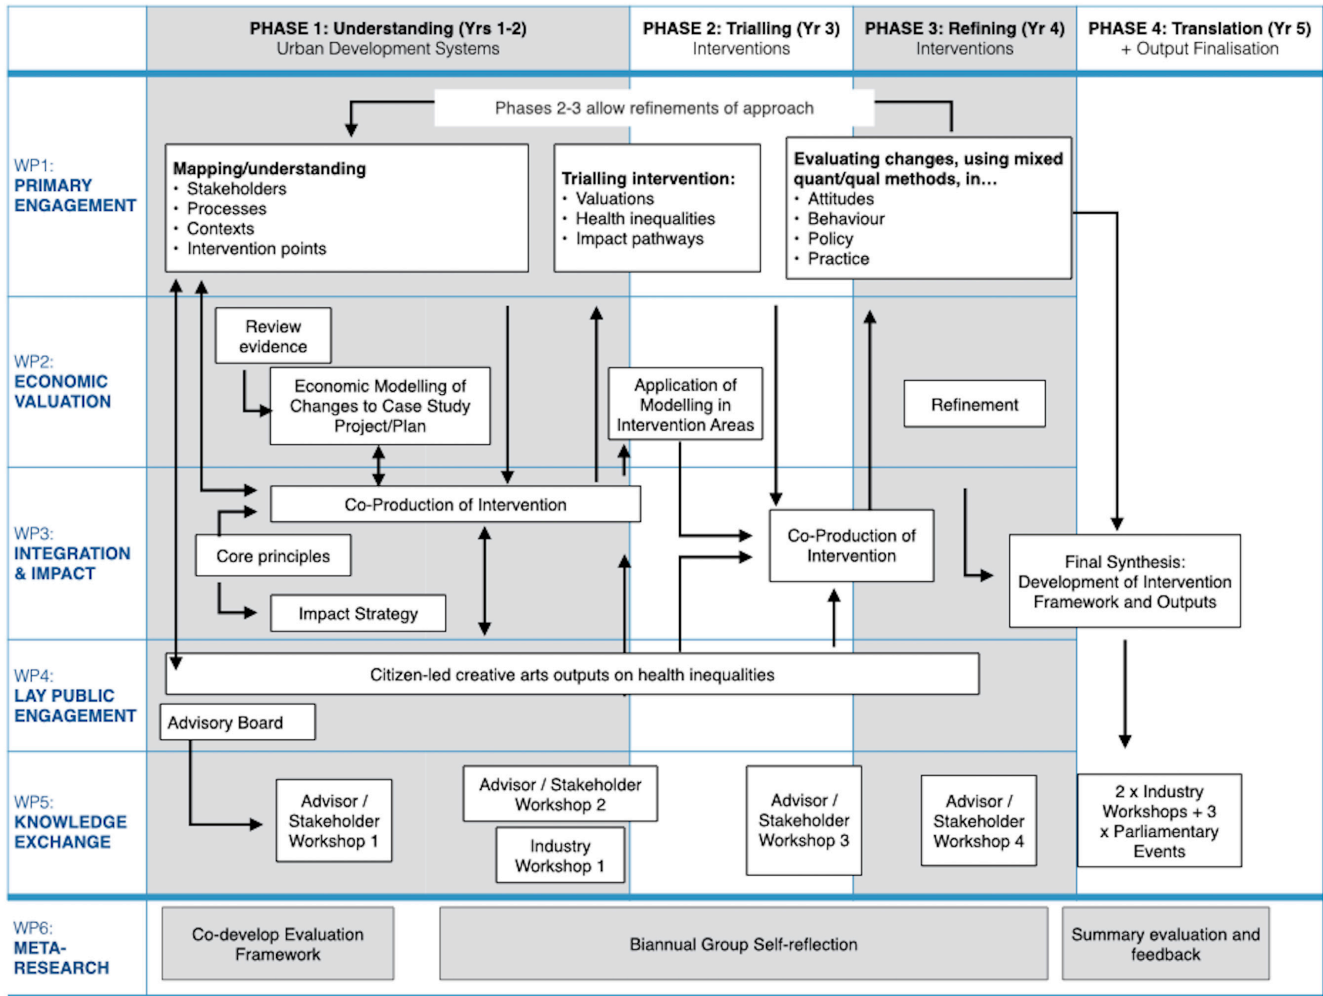 PHASE 1: Understanding (Yrs 1-2)
Urban Development Systems
PHASE 2: Trialling (Yr 3)
Interventions
PHASE 3: Refining (Yr 4)
Interventions
PHASE 4: Translation (Yr 5)
+ Output Finalisation
Phases 2-3 allow refinements of approach
WP1:
PRIMARY
ENGAGEMENT
Mapping/understanding
• Stakeholders
• Processes
• Contexts
• Intervention points
Trialling intervention:
• Valuations
• Health inequalities
• Impact pathways
Evaluating changes, using mixed
quant/qual methods, in...
• Attitudes
• Behaviour
• Policy
• Practice
WP2:
ECONOMIC
VALUATION
Review
evidence
Economic Modelling of
Changes to Case Study
Project/Plan
Application of
Modelling in
Intervention Areas
Refinement
WP3:
INTEGRATION
& IMPACT
Co-Production of Intervention
Core principles
Impact Strategy
Co-Production of
Intervention
Final Synthesis:
Development of Intervention
Framework and Outputs
WP4:
LAY PUBLIC
ENGAGEMENT
Citizen-led creative arts outputs on health inequalities
Advisory Board
WP5:
KNOWLEDGE
EXCHANGE
Advisor /
Stakeholder
Workshop 1
Advisor / Stakeholder
Workshop 2
Industry
Workshop 1
Advisor /
Stakeholder
Workshop 3
Advisor /
Stakeholder
Workshop 4
2 x Industry
Workshops + 3
x Parliamentary
Events
WP6:
META-
RESEARCH
Co-develop Evaluation
Framework
Biannual Group Self-reflection
Summary evaluation and
feedback